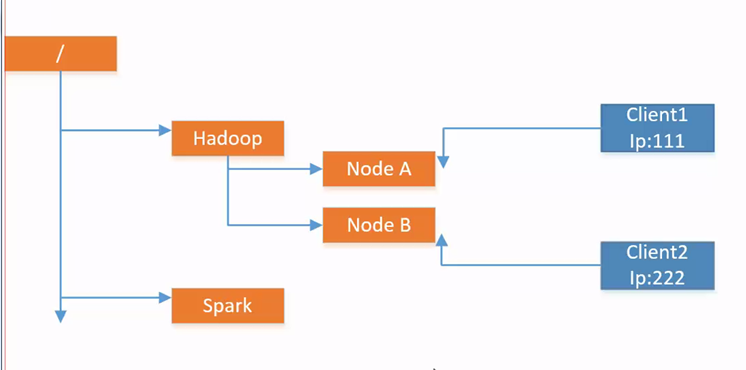 /
Hadoop
Node A
Node B
Spark
Client1
Ip:111
Client2
Ip:222